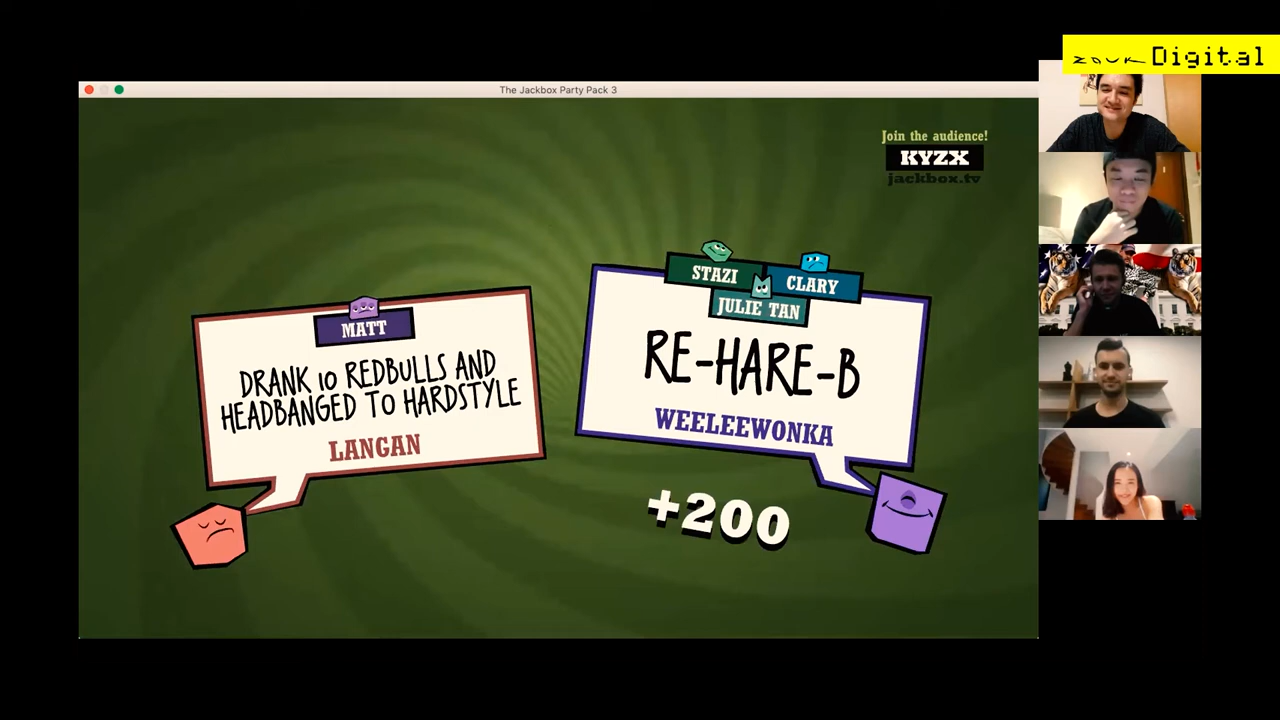 zouk Digital
The Jackbox Party Pack 3
Join the audience!
KYZX
jackbox.tv
MATT
DRANK 10 REDBULLS AND
HEADBANGED TO HARDSTYLE
LANGAN
STAZI
CLARY
JULIE TAN
RE-HARE-B
WEELEEWONKA
+200